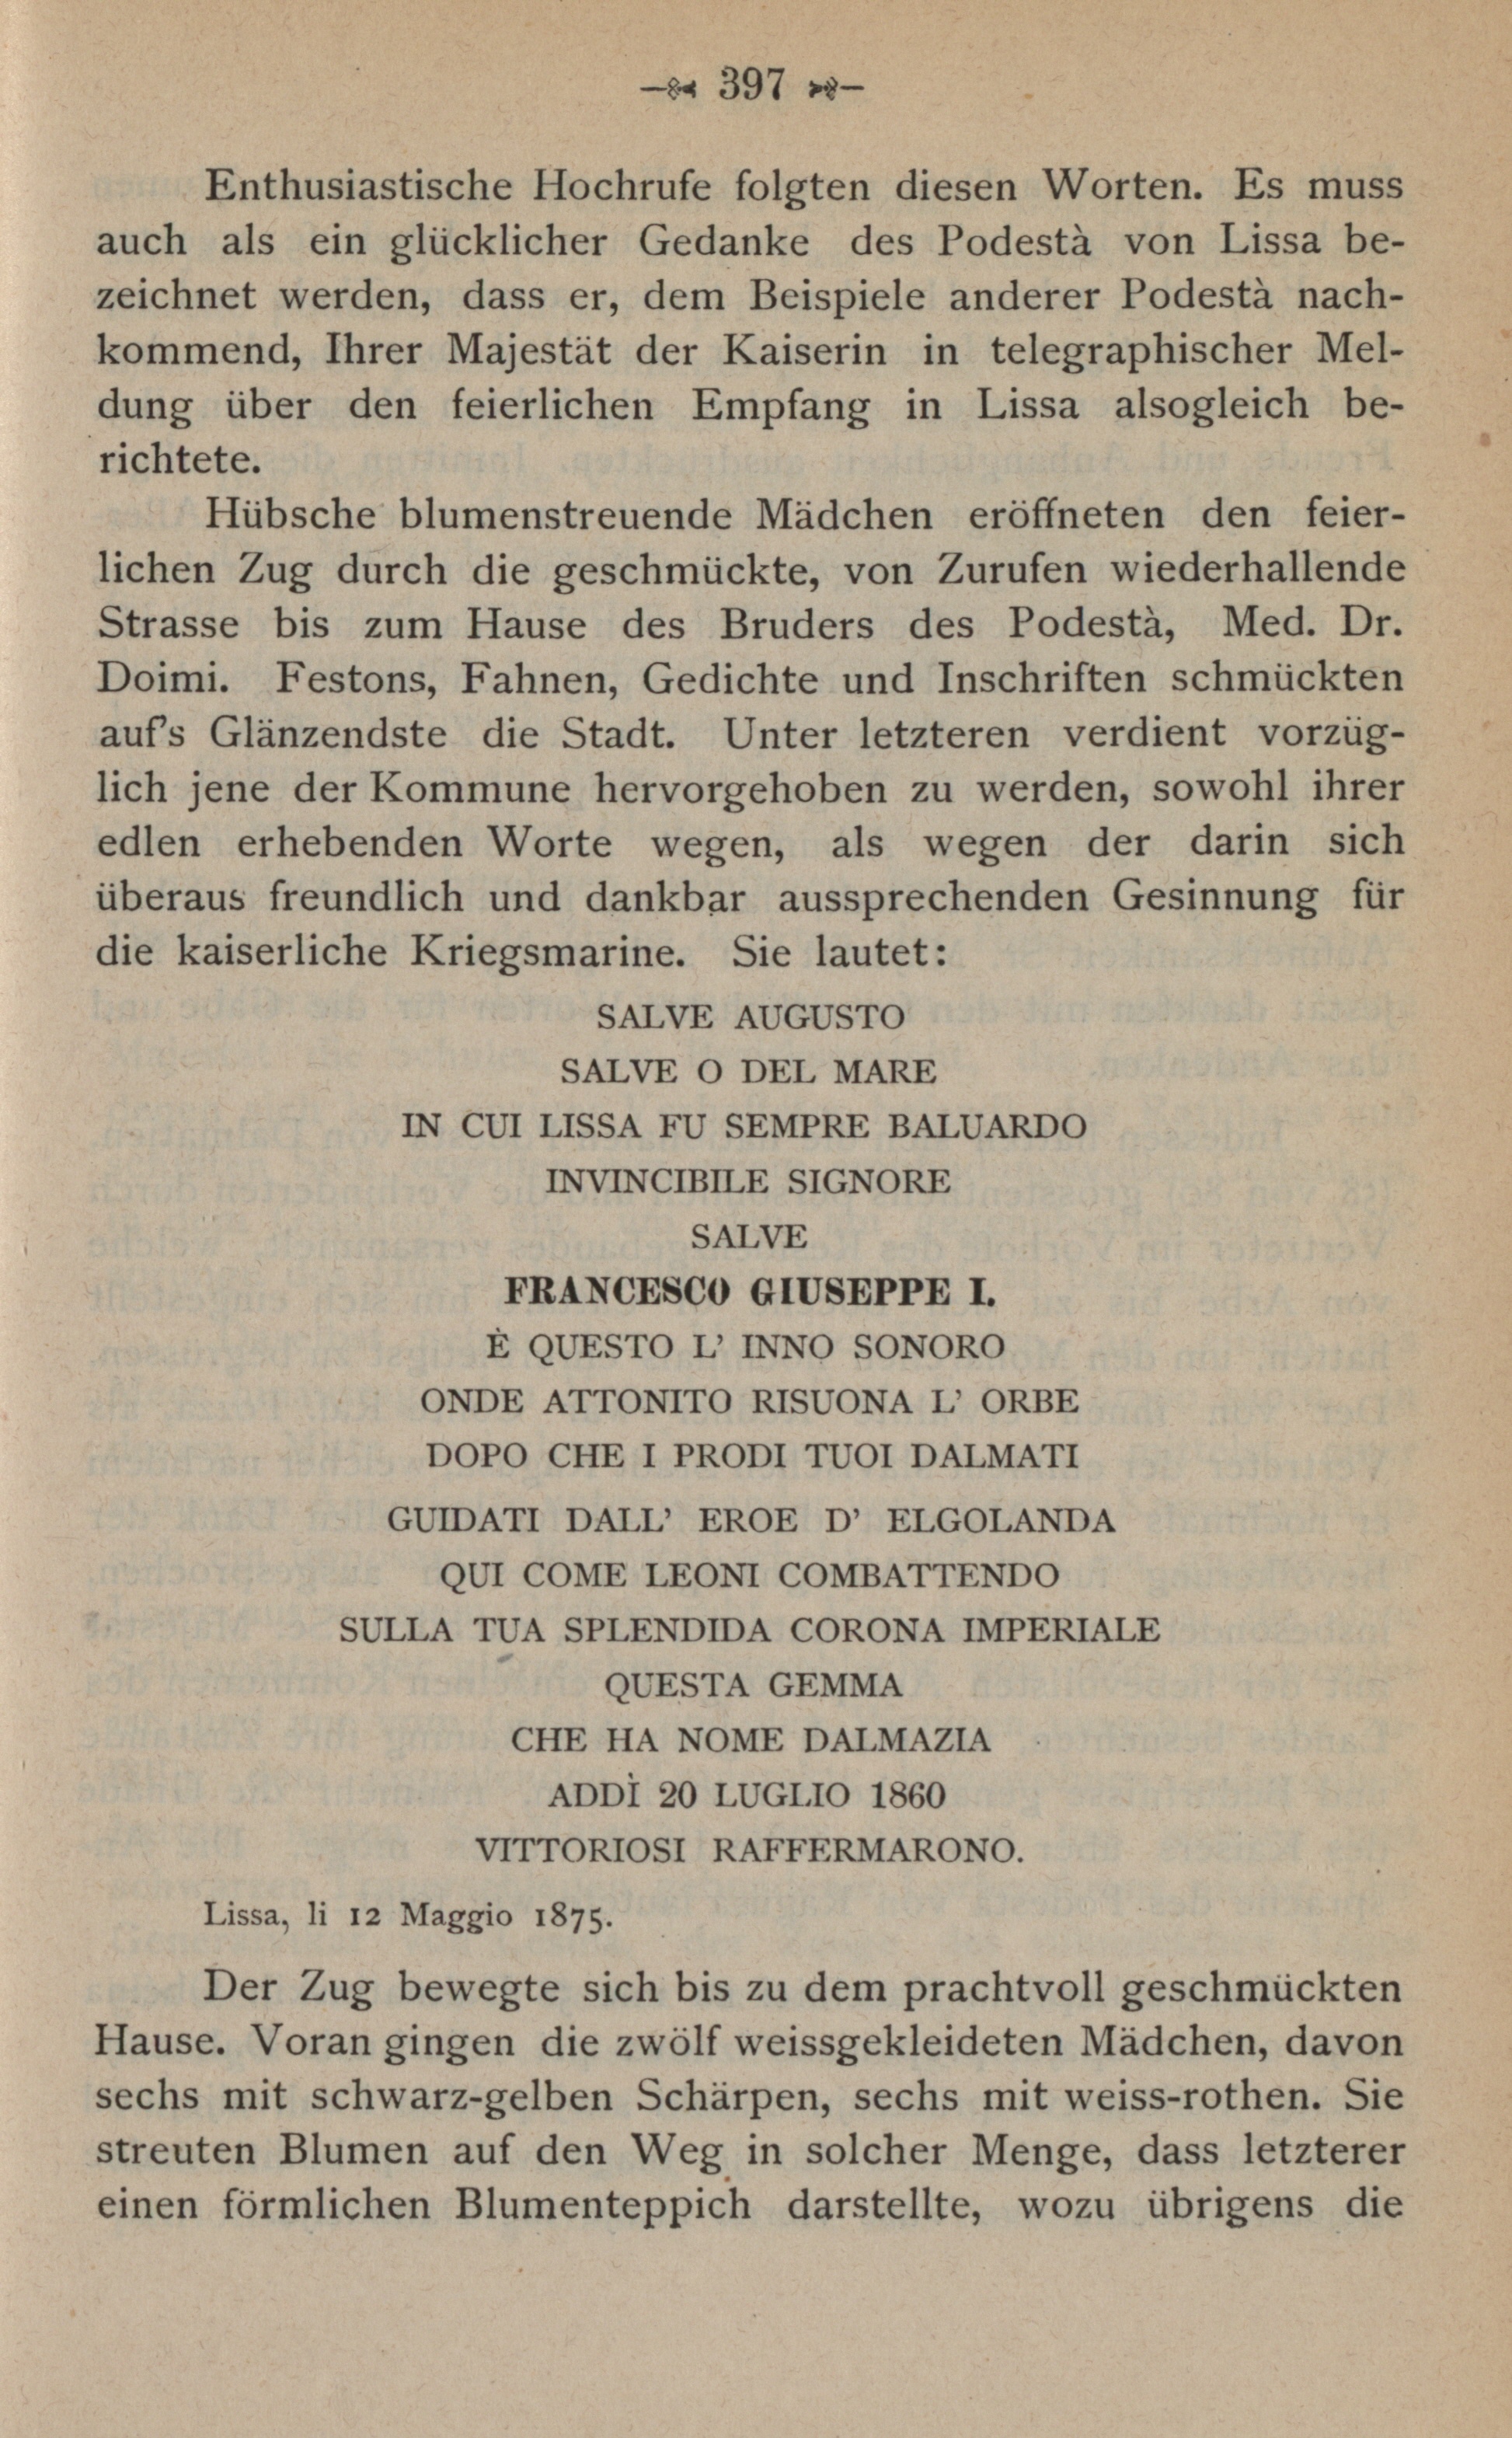 397
Enthusiastische Hochrufe folgten diesen Worten. Es muss
auch als ein glücklicher Gedanke des Podestà von Lissa be-
zeichnet werden, dass er, dem Beispiele anderer Podestà nach-
kommend, Ihrer Majestät der Kaiserin in telegraphischer Mel-
dung über den feierlichen Empfang in Lissa alsogleich be-
richtete.
Hübsche blumenstreuende Mädchen eröffneten den feier-
lichen Zug durch die geschmückte, von Zurufen wiederhallende
Strasse bis zum Hause des Bruders des Podestà, Med. Dr.
Doimi. Festons, Fahnen, Gedichte und Inschriften schmückten
auf's Glänzendste die Stadt. Unter letzteren verdient vorzüg-
lich jene der Kommune hervorgehoben zu werden, sowohl ihrer
edlen erhebenden Worte wegen, als wegen der darin sich
überaus freundlich und dankbar aussprechenden Gesinnung für
die kaiserliche Kriegsmarine. Sie lautet:
SALVE AUGUSTO
SALVE O DEL MARE
IN CUI LISSA FU SEMPRE BALUARDO
INVINCIBILE SIGNORE
SALVE
FRANCESCO GIUSEPPE I.
È QUESTO L' INNO SONORO
ONDE ATTONITO RISUONA L' ORBE
DOPO CHE I PRODI TUOI DALMATI
GUIDATI DALL' EROE D' ELGOLANDA
QUI COME LEONI COMBATTENDO
SULLA TUA SPLENDIDA CORONA IMPERIALE
QUESTA GEMMA
CHE HA NOME DALMAZIA
ADDÌ 20 LUGLIO 1860
VITTORIOSI RAFFERMARONO.
Lissa, li 12 Maggio 1875.
Der Zug bewegte sich bis zu dem prachtvoll geschmückten
Hause. Voran gingen die zwölf weissgekleideten Mädchen, davon
sechs mit schwarz-gelben Schärpen, sechs mit weiss-rothen. Sie
streuten Blumen auf den Weg in solcher Menge, dass letzterer
einen förmlichen Blumenteppich darstellte, wozu übrigens die